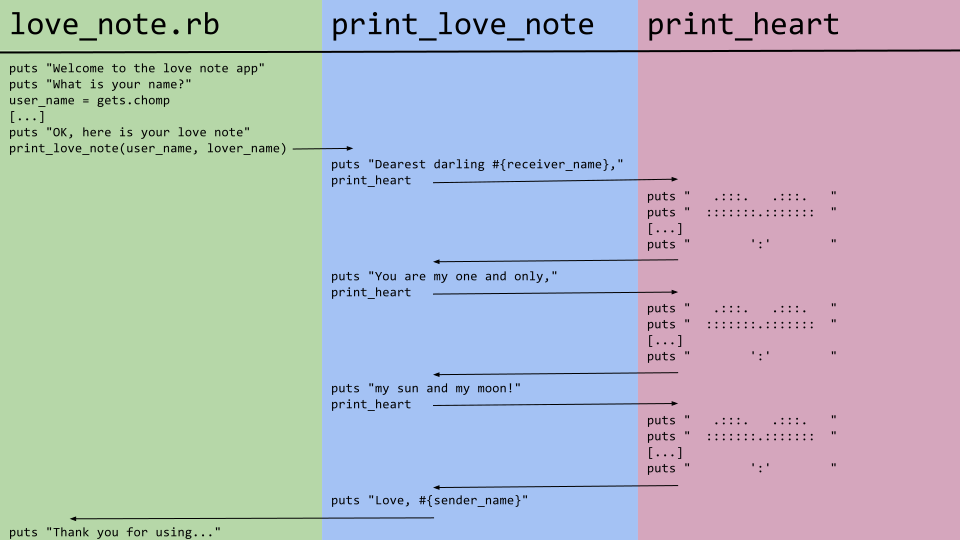 love_note.rb print_love_note print_heart
puts "Welcome to the love note app"
puts "What is your name?"
user_name = gets.chomp
[...]
puts "OK, here is your love note"
print_love_note(user_name, lover_name)
puts "Dearest darling #{receiver_name},"
print_heart
puts "   .:::.   .:::.   "
puts "  :::::::.:::::::  "
[...]
puts "        ':'        "
puts "You are my one and only,"
print_heart
puts "   .:::.   .:::.   "
puts "  :::::::.:::::::  "
[...]
puts "        ':'        "
puts "my sun and my moon!"
print_heart
puts "   .:::.   .:::.   "
puts "  :::::::.:::::::  "
[...]
puts "        ':'        "
puts "Love, #{sender_name}"
puts "Thank you for using..."